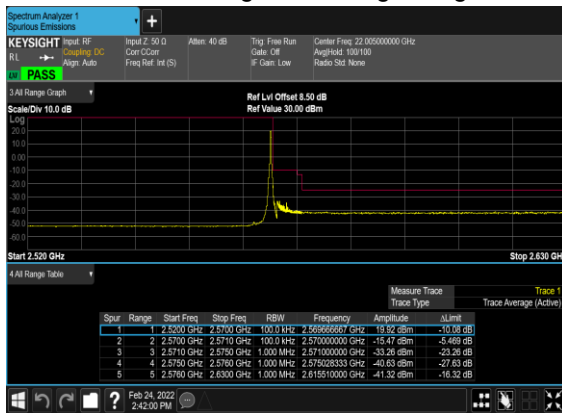 Spectrum Analyzer 1
Spurious Emissions
KEYSIGHT Input: RF Input Z: 50 Ω Atten: 40 dB Trig: Free Run Center Freq: 22.005000000 GHz
RL Coupling: DC Corr CCorr Gate: Off Avg|Hold: 100/100
Align: Auto Freq Ref: Int (S) IF Gain: Low Radio Std: None
PASS
3 All Range Graph
Ref Lvl Offset 8.50 dB
Scale/Div 10.0 dB Ref Value 30.00 dBm
Log
20.0
10.0
0.00
-10.0
-20.0
-30.0
-40.0
-50.0
-60.0
Start 2.520 GHz Stop 2.630 GH
4 All Range Table
Measure Trace Trace 1
Trace Type Trace Average (Active)
Spur Range Start Freq Stop Freq RBW Frequency Amplitude ΔLimit
1 1 2.5200 GHz 2.5700 GHz 100.0 kHz 2.569666667 GHz 19.92 dBm -10.08 dB
2 2 2.5700 GHz 2.5710 GHz 100.0 kHz 2.570000000 GHz -15.47 dBm -5.469 dB
3 3 2.5710 GHz 2.5750 GHz 1.000 MHz 2.571000000 GHz -33.26 dBm -23.26 dB
4 4 2.5750 GHz 2.5760 GHz 1.000 MHz 2.575028333 GHz -40.63 dBm -27.63 dB
5 5 2.5760 GHz 2.6300 GHz 1.000 MHz 2.615510000 GHz -41.32 dBm -16.32 dB
Feb 24, 2022
2:42:00 PM